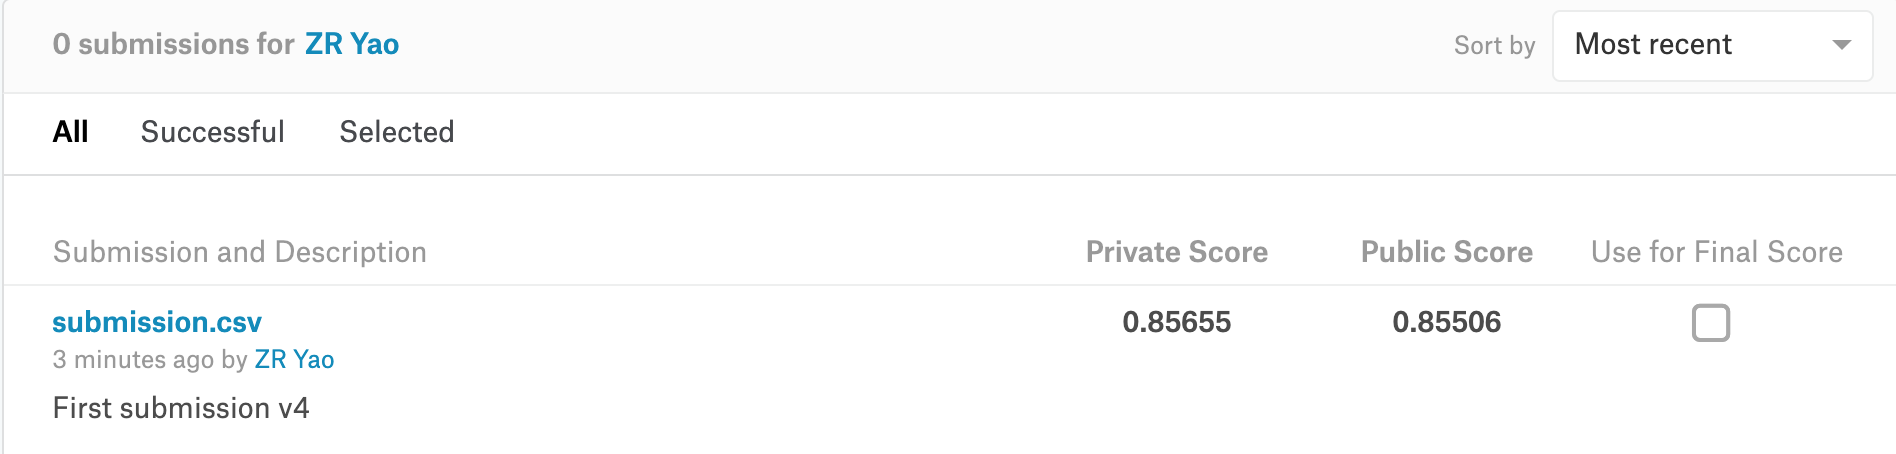 0 submissions for ZR Yao Sort by Most recent
All Successful Selected
Submission and Description Private Score Public Score Use for Final Score
submission.csv 0.85655 0.85506
3 minutes ago by ZR Yao
First submission v4